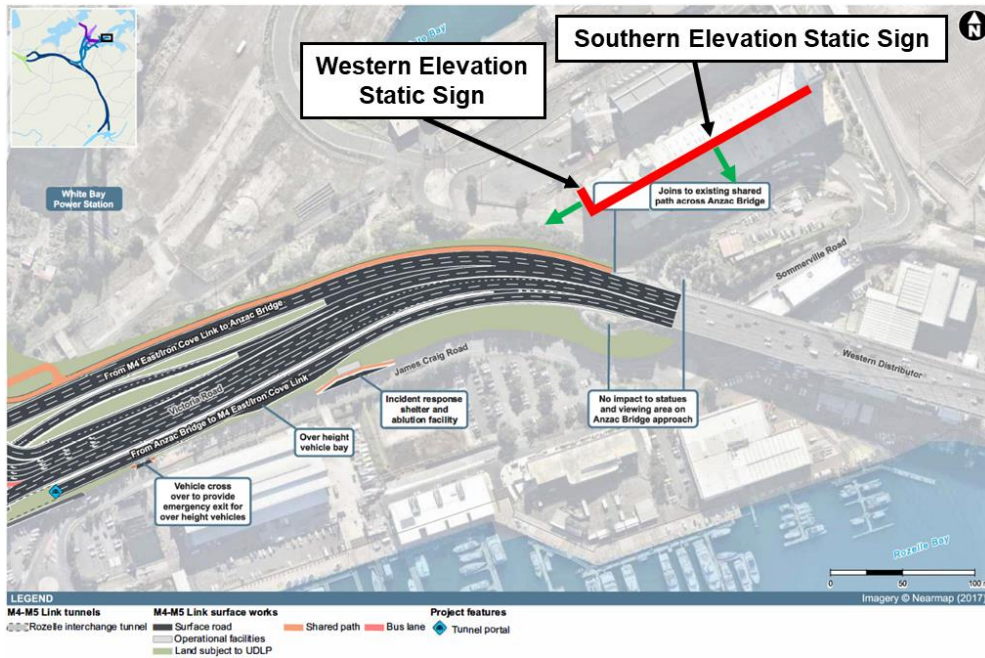 Western Elevation
Static Sign
Southern Elevation Static Sign
N
White Bay
Power Station
Joins to existing shared
path across Anzac Bridge
Sommerville Road
From M4 East/Iron Cove Link to Anzac Bridge
Victoria Road
From Anzac Bridge to M4 East/Iron Cove Link
James Craig Road
Western Distributor
Incident response
shelter and
ablution facility
No impact to statues
and viewing area on
Anzac Bridge approach
Over height
vehicle bay
Vehicle cross
over to provide
emergency exit for
over height vehicles
Rozelle Bay
0 50 100
LEGEND
Imagery © Nearmap (2017)
M4-M5 Link tunnels
Rozelle interchange tunnel
M4-M5 Link surface works
Surface road
Operational facilities
Land subject to UDLP
Shared path
Bus lane
Project features
Tunnel portal